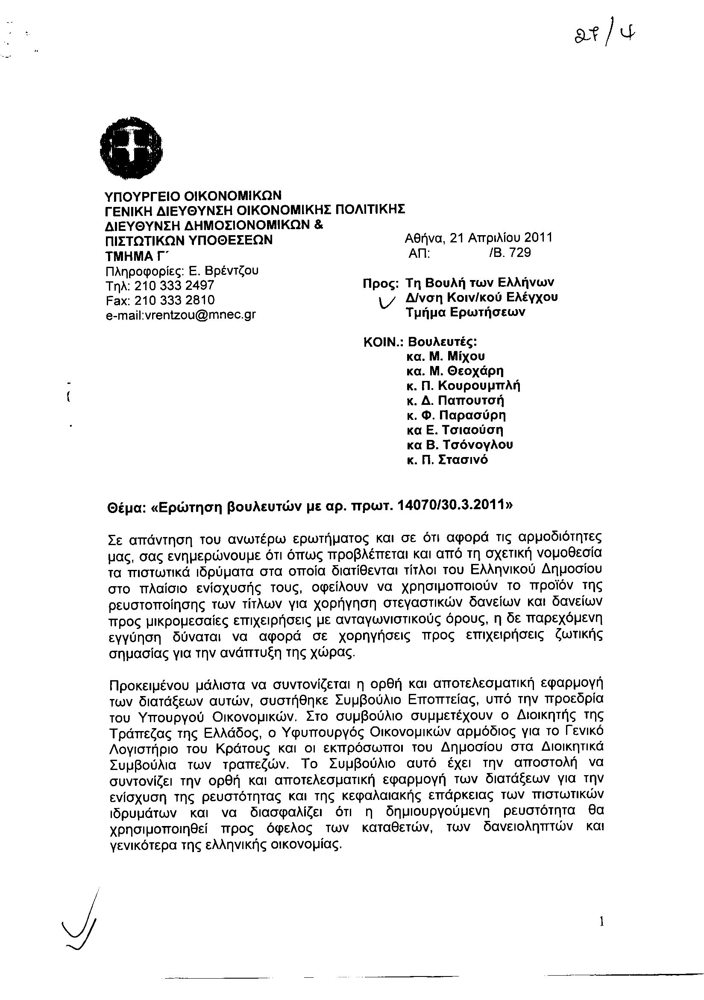 27/4
ΥΠΟΥΡΓΕΙΟ ΟΙΚΟΝΟΜΙΚΩΝ
ΓΕΝΙΚΗ ΔΙΕΥΘΥΝΣΗ ΟΙΚΟΝΟΜΙΚΗΣ ΠΟΛΙΤΙΚΗΣ
ΔΙΕΥΘΥΝΣΗ ΔΗΜΟΣΙΟΝΟΜΙΚΩΝ &
ΠΙΣΤΩΤΙΚΩΝ ΥΠΟΘΕΣΕΩΝ
ΤΜΗΜΑ Γ΄
Πληροφορίες: Ε. Βρέντζου
Τηλ: 210 333 2497
Fax: 210 333 2810
e-mail:vrentzou@mnec.gr
Αθήνα, 21 Απριλίου 2011
ΑΠ: /Β. 729
Προς: Τη Βουλή των Ελλήνων
Δ/νση Κοιν/κού Ελέγχου
Τμήμα Ερωτήσεων
ΚΟΙΝ.: Βουλευτές:
κα. Μ. Μίχου
κα. Μ. Θεοχάρη
κ. Π. Κουρουμπλή
κ. Δ. Παπουτσή
κ. Φ. Παρασύρη
κα Ε. Τσιαούση
κα Β. Τσόνογλου
κ. Π. Στασινό
Θέμα: «Ερώτηση βουλευτών με αρ. πρωτ. 14070/30.3.2011»
Σε απάντηση του ανωτέρω ερωτήματος και σε ότι αφορά τις αρμοδιότητες
μας, σας ενημερώνουμε ότι όπως προβλέπεται και από τη σχετική νομοθεσία
τα πιστωτικά ιδρύματα στα οποία διατίθενται τίτλοι του Ελληνικού Δημοσίου
στο πλαίσιο ενίσχυσής τους, οφείλουν να χρησιμοποιούν το προϊόν της
ρευστοποίησης των τίτλων για χορήγηση στεγαστικών δανείων και δανείων
προς μικρομεσαίες επιχειρήσεις με ανταγωνιστικούς όρους, η δε παρεχόμενη
εγγύηση δύναται να αφορά σε χορηγήσεις προς επιχειρήσεις ζωτικής
σημασίας για την ανάπτυξη της χώρας.
Προκειμένου μάλιστα να συντονίζεται η ορθή και αποτελεσματική εφαρμογή
των διατάξεων αυτών, συστήθηκε Συμβούλιο Εποπτείας, υπό την προεδρία
του Υπουργού Οικονομικών. Στο συμβούλιο συμμετέχουν ο Διοικητής της
Τράπεζας της Ελλάδος, ο Υφυπουργός Οικονομικών αρμόδιος για το Γενικό
Λογιστήριο του Κράτους και οι εκπρόσωποι του Δημοσίου στα Διοικητικά
Συμβούλια των τραπεζών. Το Συμβούλιο αυτό έχει την αποστολή να
συντονίζει την ορθή και αποτελεσματική εφαρμογή των διατάξεων για την
ενίσχυση της ρευστότητας και της κεφαλαιακής επάρκειας των πιστωτικών
ιδρυμάτων και να διασφαλίζει ότι η δημιουργούμενη ρευστότητα θα
χρησιμοποιηθεί προς όφελος των καταθετών, των δανειοληπτών και
γενικότερα της ελληνικής οικονομίας.
1